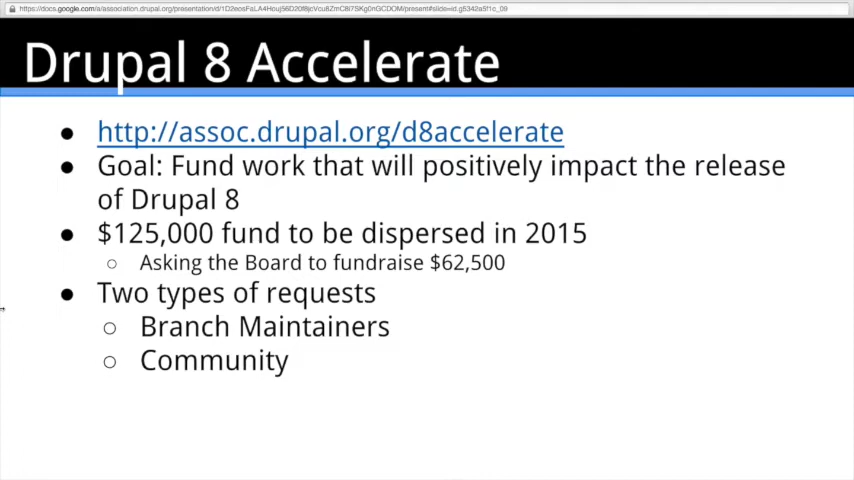 Drupal 8 Accelerate
● http://assoc.drupal.org/d8accelerate
● Goal: Fund work that will positively impact the release
of Drupal 8
● $125,000 fund to be dispersed in 2015
○ Asking the Board to fundraise $62,500
● Two types of requests
○ Branch Maintainers
○ Community